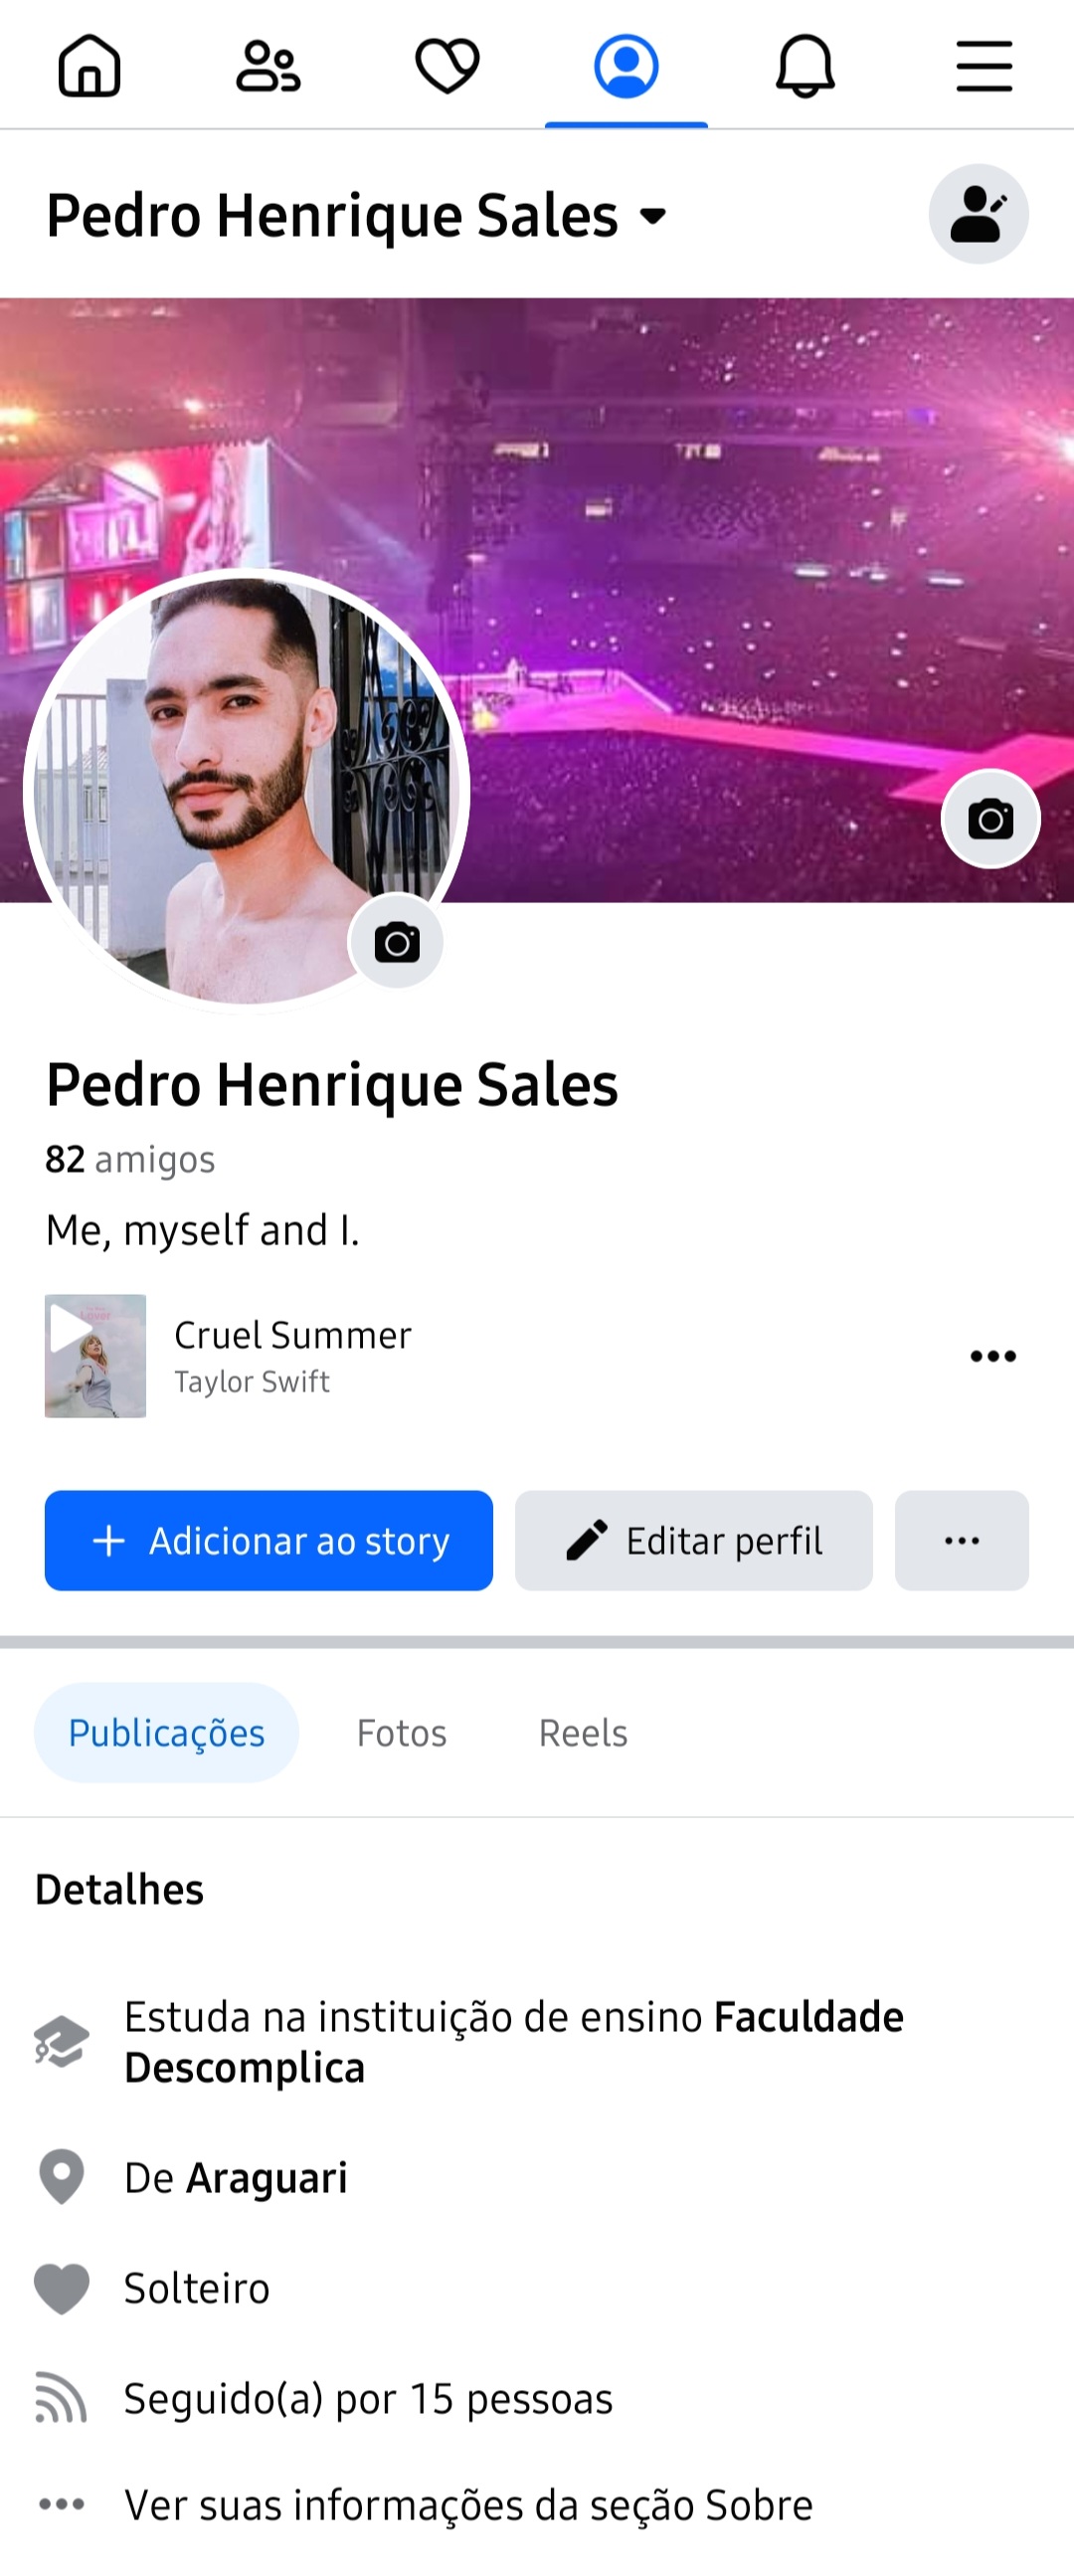 Pedro Henrique Sales
Pedro Henrique Sales
82 amigos
Me, myself and I.
Lover
Cruel Summer
Taylor Swift
Adicionar ao story
Editar perfil
Publicações
Fotos
Reels
Detalhes
Estuda na instituição de ensino Faculdade
Descomplica
De Araguari
Solteiro
Seguido(a) por 15 pessoas
Ver suas informações da seção Sobre